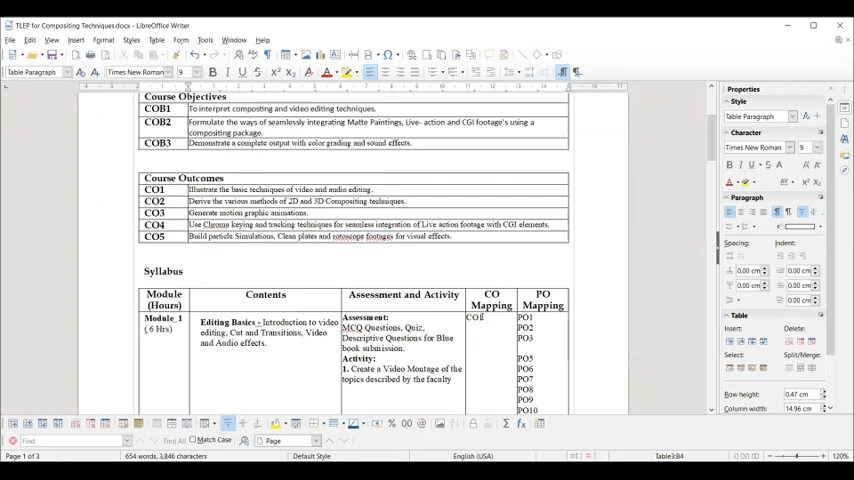 TLEP for Compositing Techniques.docx - LibreOffice Writer
File Edit View Insert Format Styles Table Form Tools Window Help
Table Paragraph Times New Roman 9
Properties
Style
Table Paragraph
Character
Times New Roman 9
Paragraph
Spacing: Indent:
0.00 cm 0.00 cm
0.00 cm 0.00 cm
0.00 cm
Table
Insert: Delete:
Select: Split/Merge:
Row height: 0.47 cm
Column width: 14.96 cm
Course Objectives
COB1 To interpret composting and video editing techniques.
COB2 Formulate the ways of seamlessly integrating Matte Paintings, Live- action and CGI footage's using a
compositing package.
COB3 Demonstrate a complete output with color grading and sound effects.
Course Outcomes
CO1 Illustrate the basic techniques of video and audio editing.
CO2 Derive the various methods of 2D and 3D Compositing techniques.
CO3 Generate motion graphic animations.
CO4 Use Chroma keying and tracking techniques for seamless integration of Live action footage with CGI elements.
CO5 Build particle Simulations, Clean plates and rotoscope footages for visual effects.
Syllabus
Module (Hours) Contents Assessment and Activity CO Mapping PO Mapping
Module_1
( 6 Hrs)
Editing Basics - Introduction to video
editing, Cut and Transitions, Video
and Audio effects.
Assessment:
MCQ Questions, Quiz,
Descriptive Questions for Blue
book submission.
Activity:
1. Create a Video Montage of the
topics described by the faculty
CO1
PO1
PO2
PO3
PO5
PO6
PO7
PO8
PO9
PO10
Find Find All Match Case Page
Page 1 of 3 654 words, 3,846 characters Default Style English (USA) Table3:B4 120%